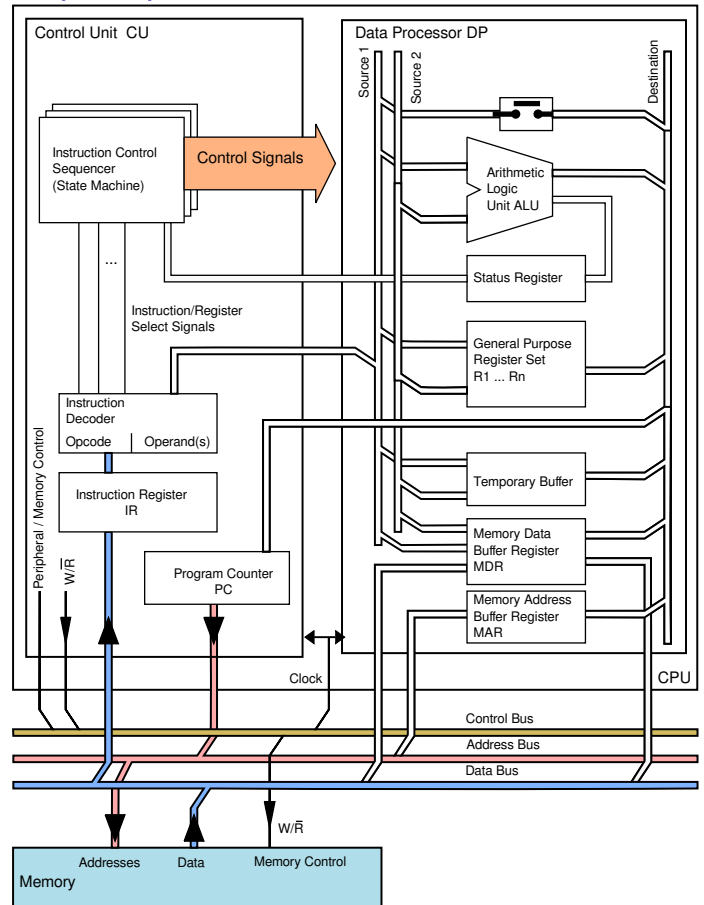 Control Unit CU
Data Processor DP
Source 1
Source 2
Destination
Instruction Control
Sequencer
(State Machine)
Control Signals
Arithmetic
Logic
Unit ALU
...
Status Register
Instruction/Register
Select Signals
General Purpose
Register Set
R1 ... Rn
Instruction
Decoder
Opcode
Operand(s)
Peripheral / Memory Control
Temporary Buffer
Instruction Register
IR
Memory Data
Buffer Register
MDR
W̅/R
Program Counter
PC
Memory Address
Buffer Register
MAR
Clock
CPU
Control Bus
Address Bus
Data Bus
W/R̅
Addresses
Data
Memory Control
Memory